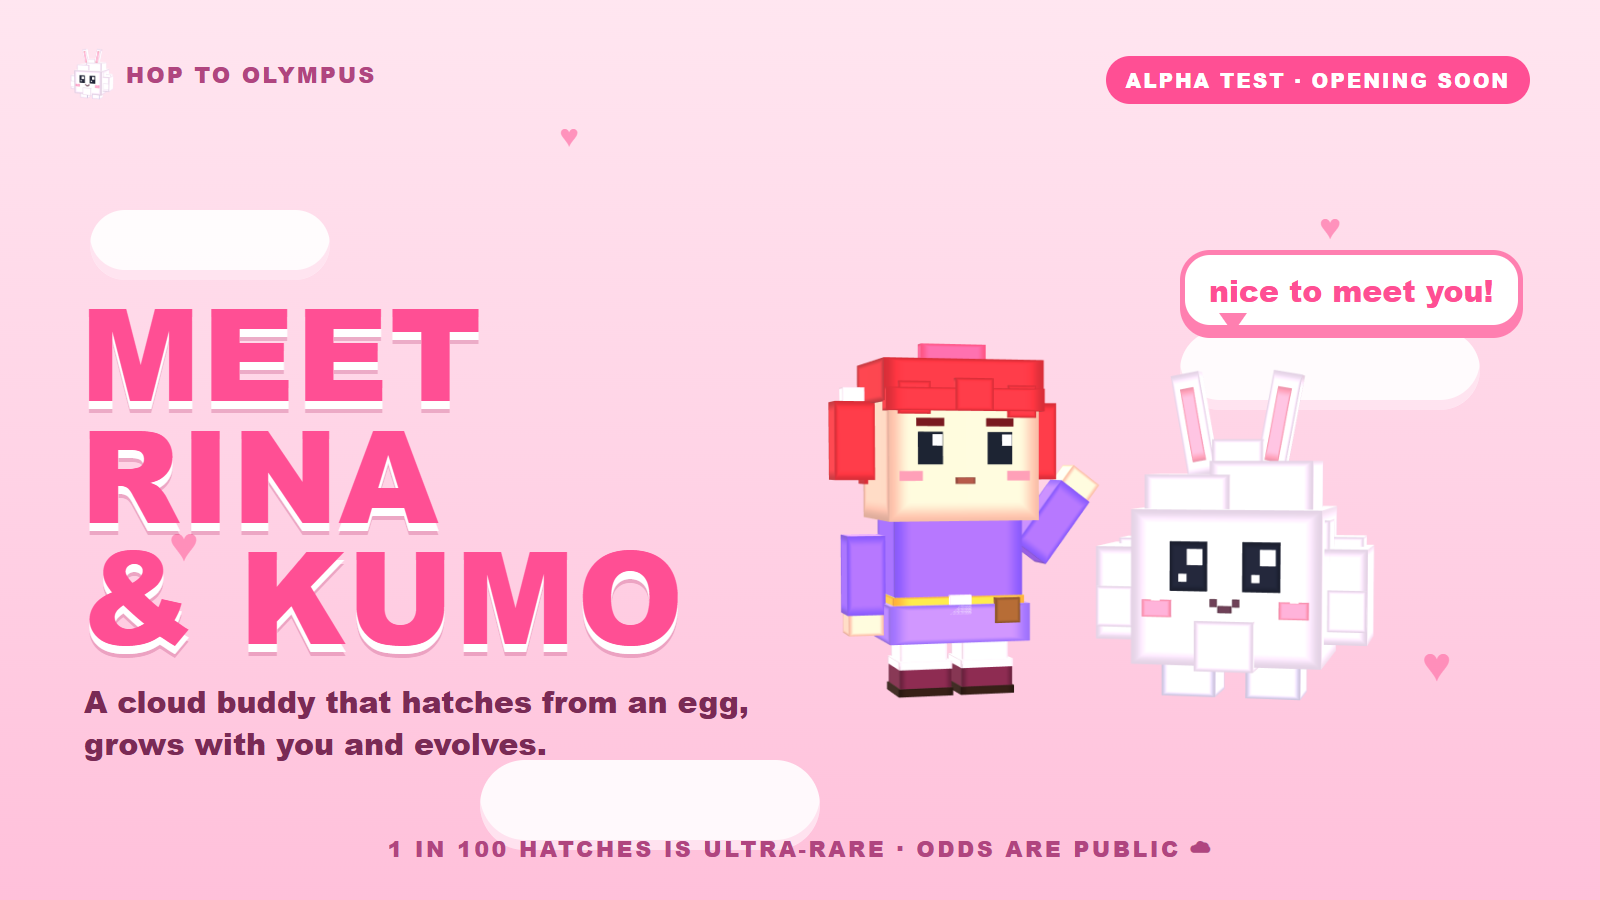 HOP TO OLYMPUS
ALPHA TEST · OPENING SOON
nice to meet you!
MEET
RINA
& KUMO
A cloud buddy that hatches from an egg,
grows with you and evolves.
1 IN 100 HATCHES IS ULTRA-RARE · ODDS ARE PUBLIC ☁